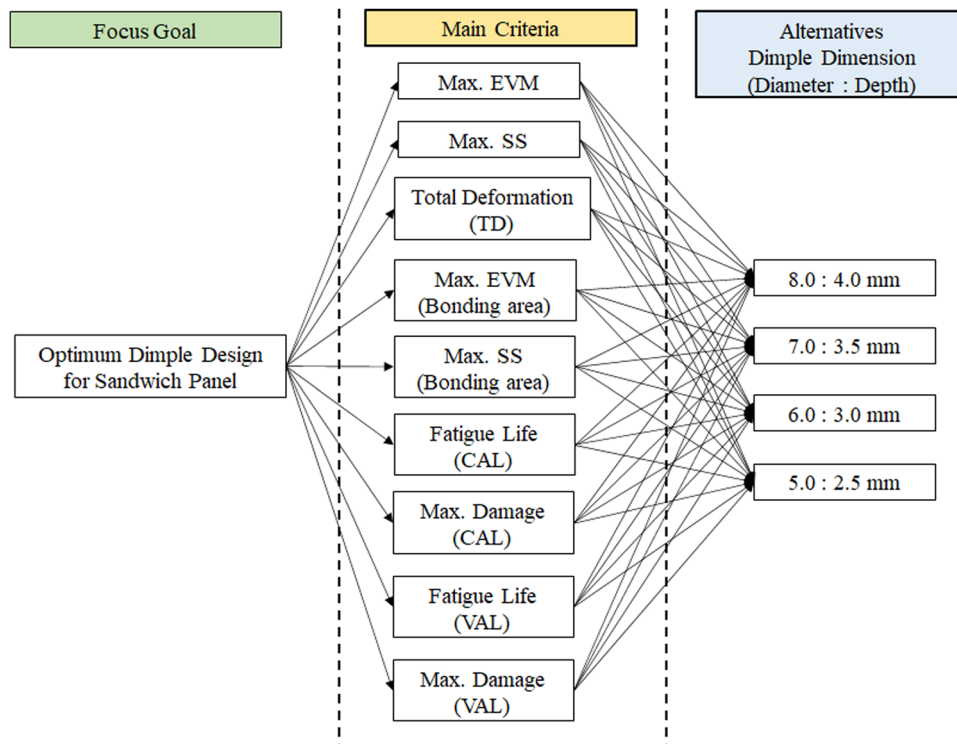 Focus Goal
Main Criteria
Alternatives
Dimple Dimension
(Diameter : Depth)
Optimum Dimple Design
for Sandwich Panel
Max. EVM
Max. SS
Total Deformation
(TD)
Max. EVM
(Bonding area)
Max. SS
(Bonding area)
Fatigue Life
(CAL)
Max. Damage
(CAL)
Fatigue Life
(VAL)
Max. Damage
(VAL)
8.0 : 4.0 mm
7.0 : 3.5 mm
6.0 : 3.0 mm
5.0 : 2.5 mm